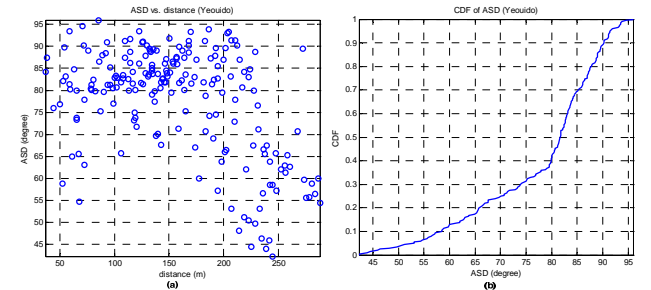 ASD vs. distance (Yeouido)
95
90
85
80
75
70
65
60
55
50
45
ASD (degree)
50 100 150 200 250
distance (m)
(a)
CDF of ASD (Yeouido)
1
0.9
0.8
0.7
0.6
0.5
0.4
0.3
0.2
0.1
0
CDF
45 50 55 60 65 70 75 80 85 90 95
ASD (degree)
(b)